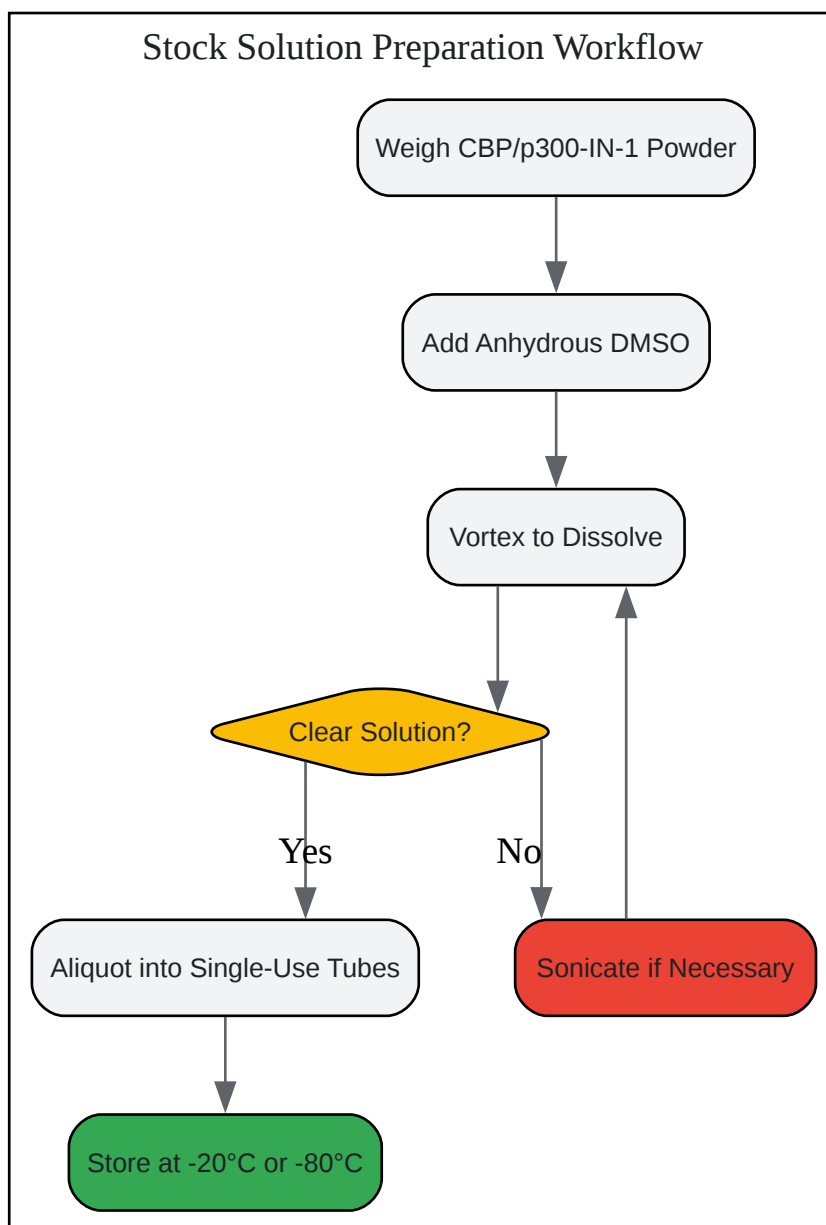 Stock Solution Preparation Workflow
Weigh CBP/p300-IN-1 Powder
Add Anhydrous DMSO
Vortex to Dissolve
Clear Solution?
Yes
No
Aliquot into Single-Use Tubes
Sonicate if Necessary
Store at -20°C or -80°C